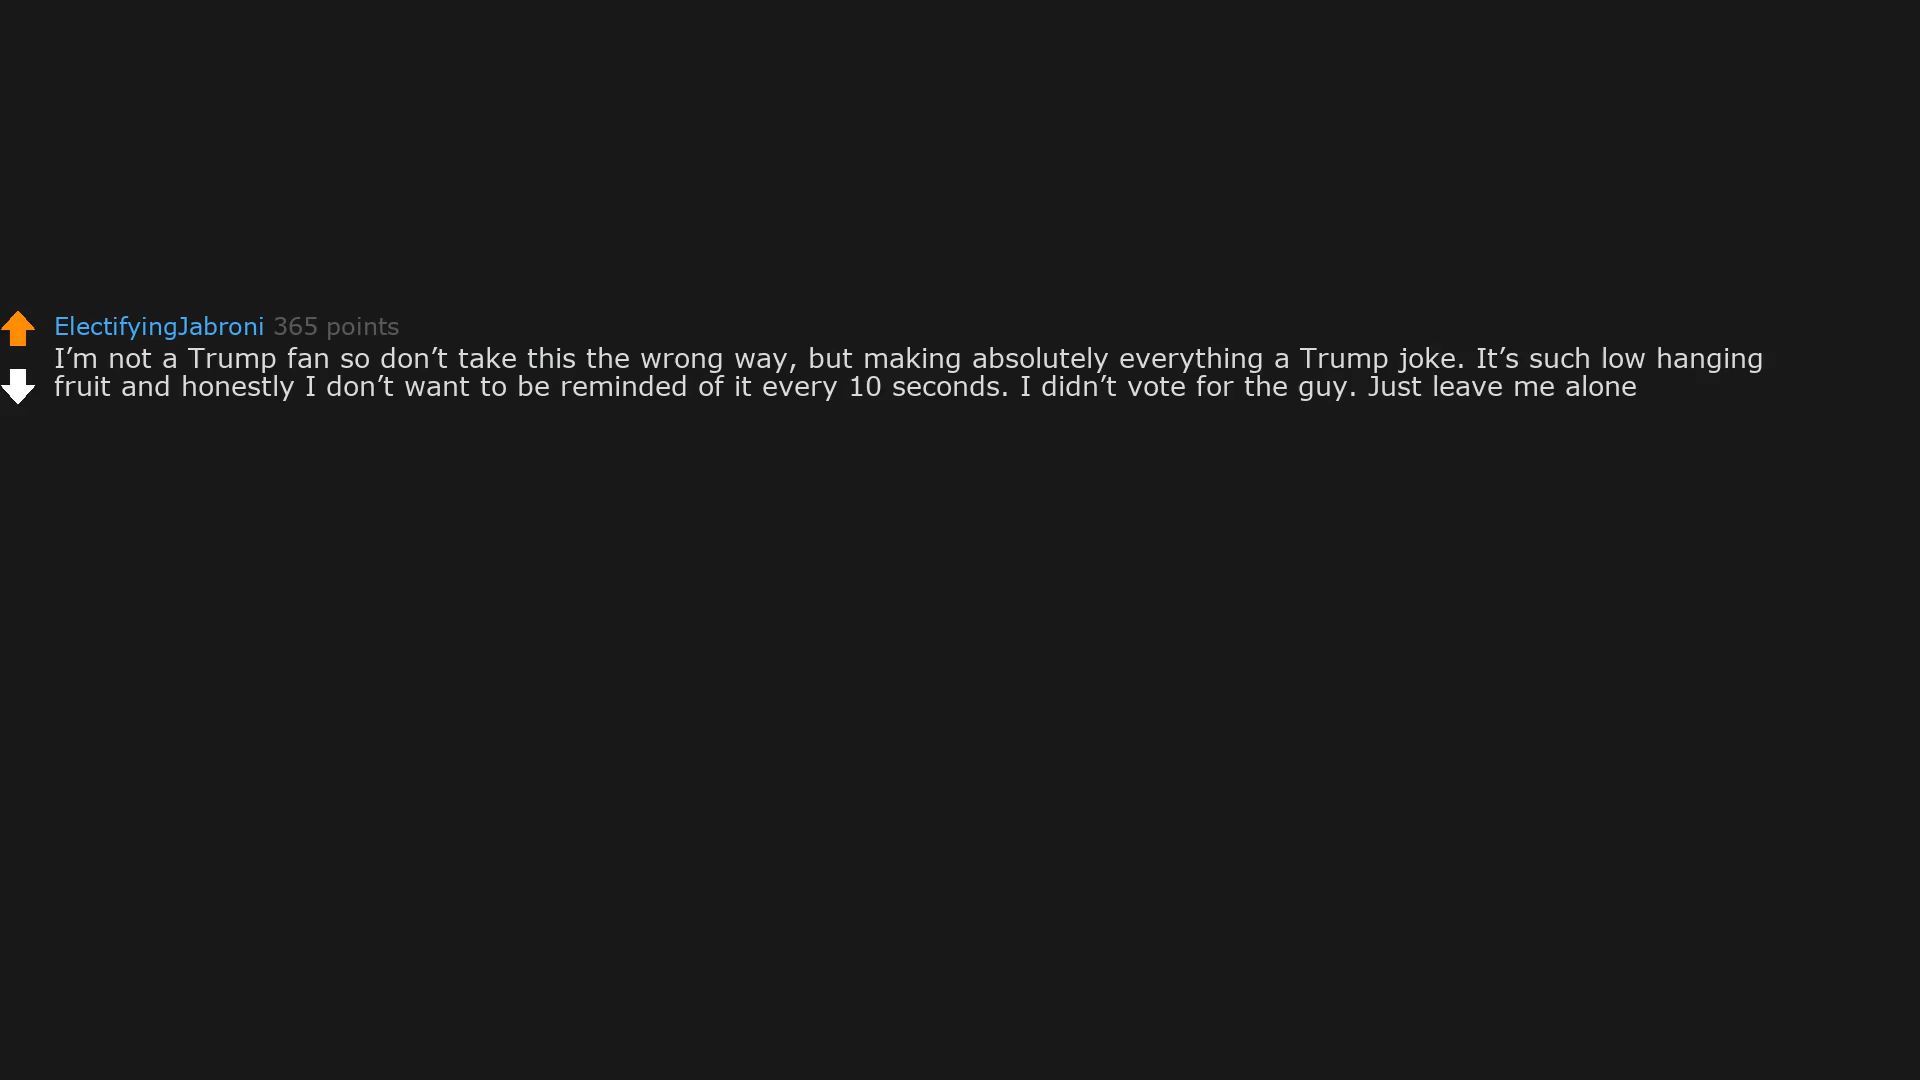 ElectifyingJabroni 365 points
I’m not a Trump fan so don’t take this the wrong way, but making absolutely everything a Trump joke. It’s such low hanging
fruit and honestly I don’t want to be reminded of it every 10 seconds. I didn’t vote for the guy. Just leave me alone